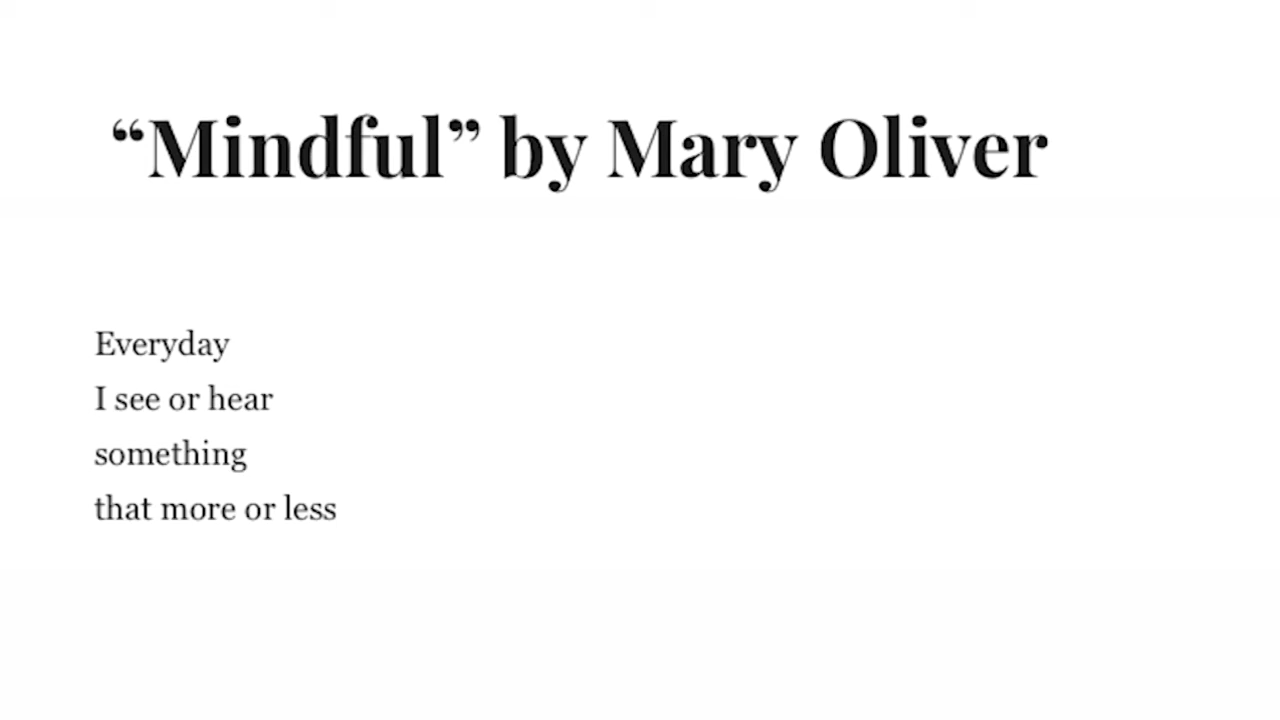 “Mindful” by Mary Oliver
Everyday
I see or hear
something
that more or less